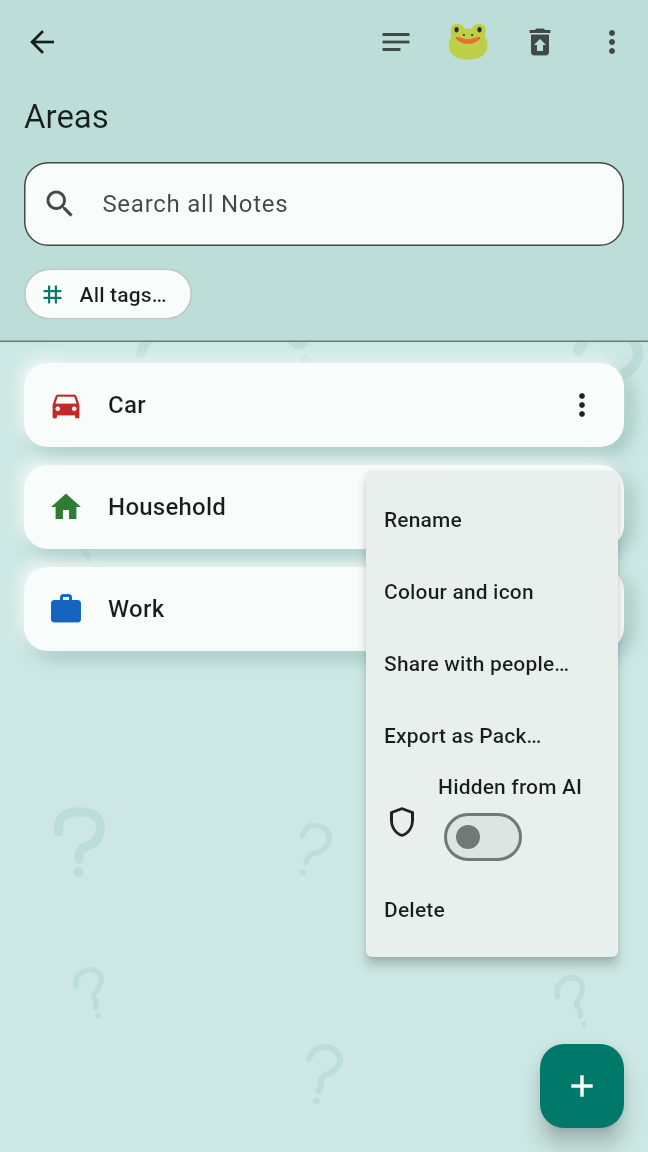 Areas
Search all Notes
All tags…
Car
Household
Work
Rename
Colour and icon
Share with people…
Export as Pack…
Hidden from AI
Delete